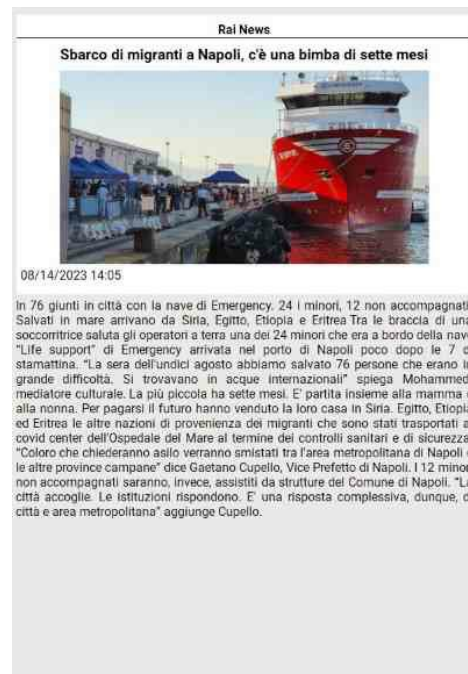 Rai News
Sbarco di migranti a Napoli, c'è una bimba di sette mesi
08/14/2023 14:05
In 76 giunti in città con la nave di Emergency. 24 i minori, 12 non accompagnati
Salvati in mare arrivano da Siria, Egitto, Etiopia e Eritrea Tra le braccia di una
soccorritrice saluta gli operatori a terra una dei 24 minori che era a bordo della nave
"Life support" di Emergency arrivata nel porto di Napoli poco dopo le 7 d
stamattina. "La sera dell'undici agosto abbiamo salvato 76 persone che erano in
grande difficoltà. Si trovavano in acque internazionali" spiega Mohammed,
mediatore culturale. La più piccola ha sette mesi. E' partita insieme alla mamma e
alla nonna. Per pagarsi il futuro hanno venduto la loro casa in Siria. Egitto, Etiopia
ed Eritrea le altre nazioni di provenienza dei migranti che sono stati trasportati al
covid center dell'Ospedale del Mare al termine dei controlli sanitari e di sicurezza.
"Coloro che chiederanno asilo verranno smistati tra l'area metropolitana di Napoli e
le altre province campane" dice Gaetano Cupello, Vice Prefetto di Napoli. I 12 minori
non accompagnati saranno, invece, assistiti da strutture del Comune di Napoli. "La
città accoglie. Le istituzioni rispondono. E' una risposta complessiva, dunque, d
città e area metropolitana" aggiunge Cupello.